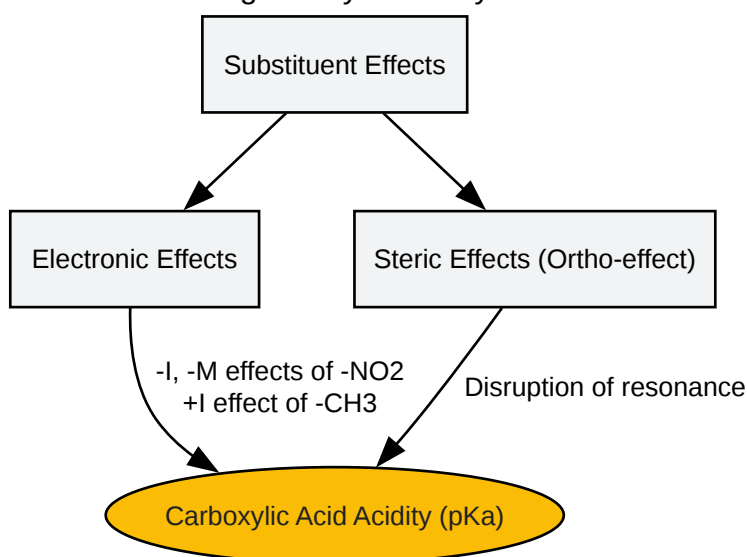 Substituent Effects
Electronic Effects
Steric Effects (Ortho-effect)
-I, -M effects of -NO2
+I effect of -CH3
Disruption of resonance
Carboxylic Acid Acidity (pKa)